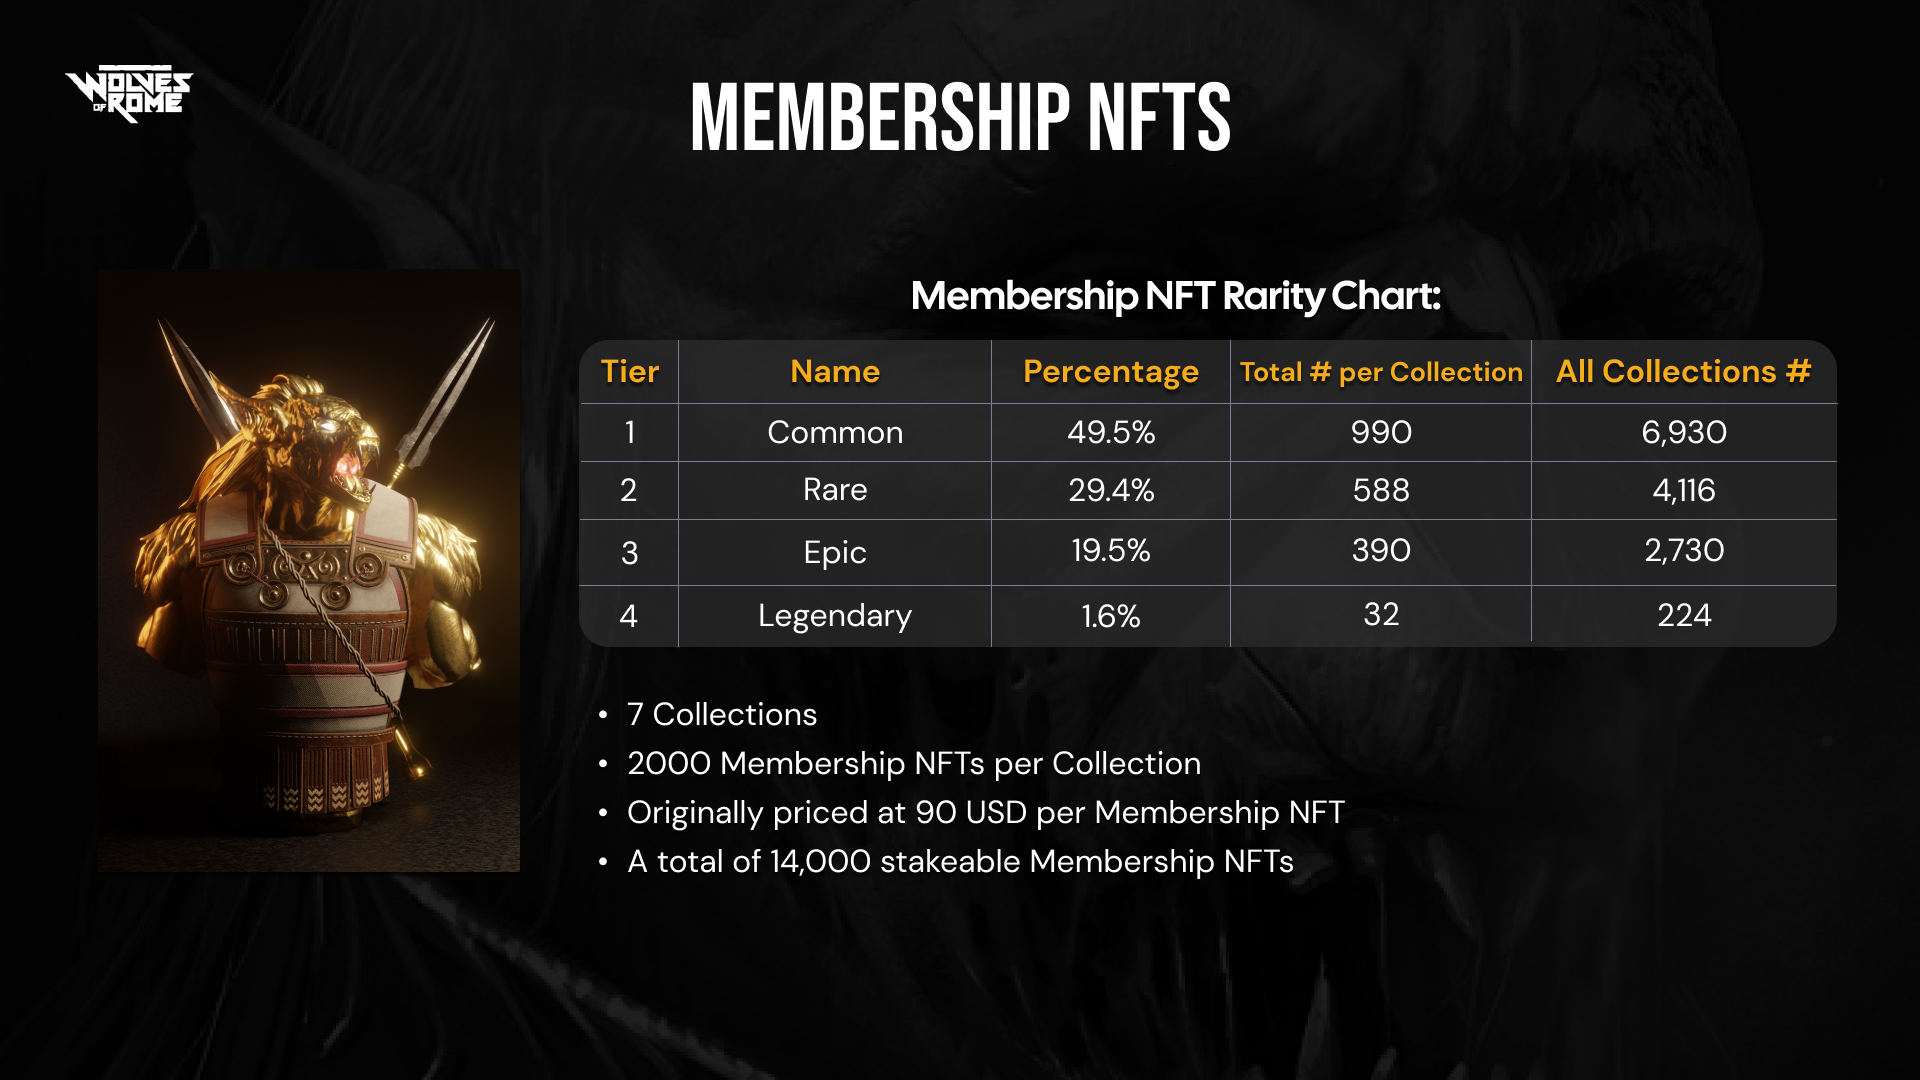 WOLVES
OF ROME
MEMBERSHIP NFTS
Membership NFT Rarity Chart:
Tier Name Percentage Total # per Collection All Collections #
1 Common 49.5% 990 6,930
2 Rare 29.4% 588 4,116
3 Epic 19.5% 390 2,730
4 Legendary 1.6% 32 224
• 7 Collections
• 2000 Membership NFTs per Collection
• Originally priced at 90 USD per Membership NFT
• A total of 14,000 stakeable Membership NFTs